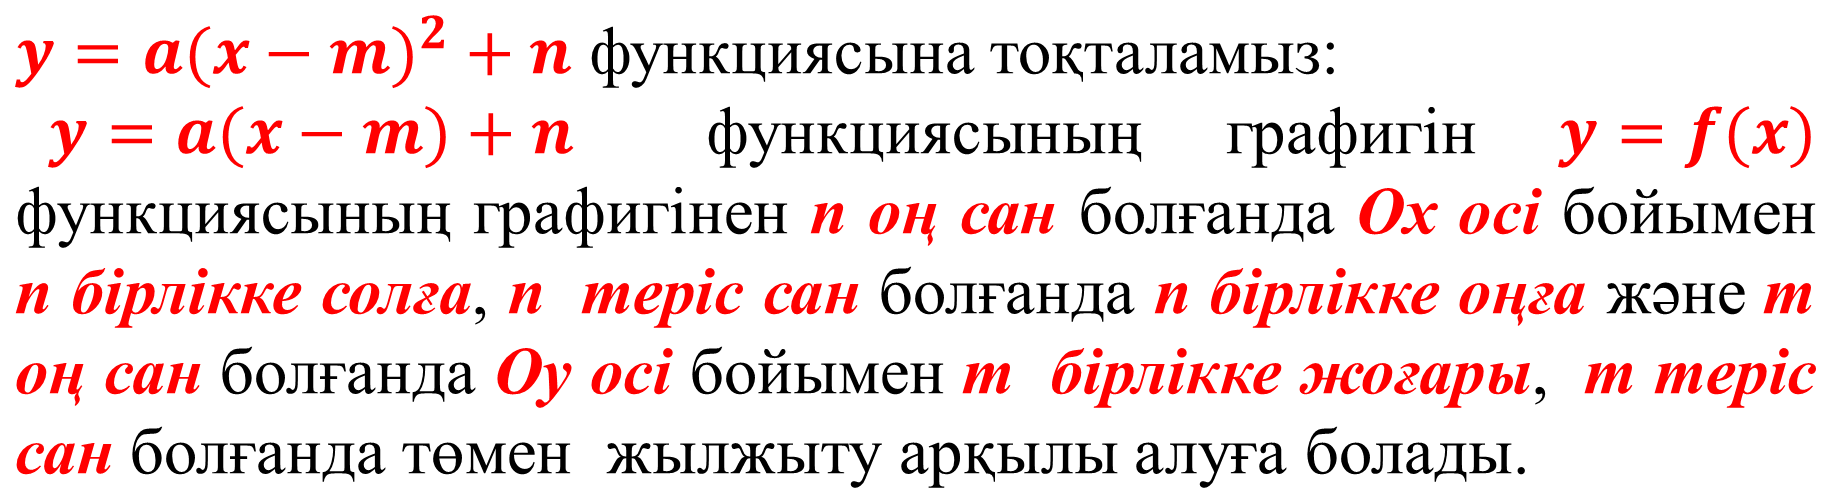 y = a(x − m)² + n функциясына тоқталамыз:
y = a(x − m) + n функциясының графигін y = f(x)
функциясының графигінен n оң сан болғанда Ox осі бойымен
n бірлікке солға, n теріс сан болғанда n бірлікке оңға және m
оң сан болғанда Oy осі бойымен m бірлікке жоғары, m теріс
сан болғанда төмен жылжыту арқылы алуға болады.